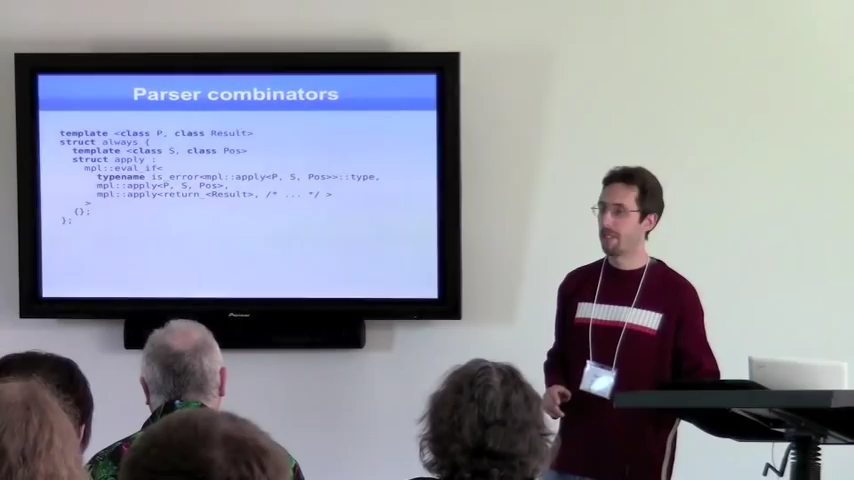 Parser combinators
template <class P, class Result>
struct always {
template <class S, class Pos>
struct apply :
mpl::eval_if<
typename is_error<mpl::apply<P, S, Pos>>::type,
mpl::apply<P, S, Pos>,
mpl::apply<return_<Result>, /* ... */ >
>
{};
};
Pioneer